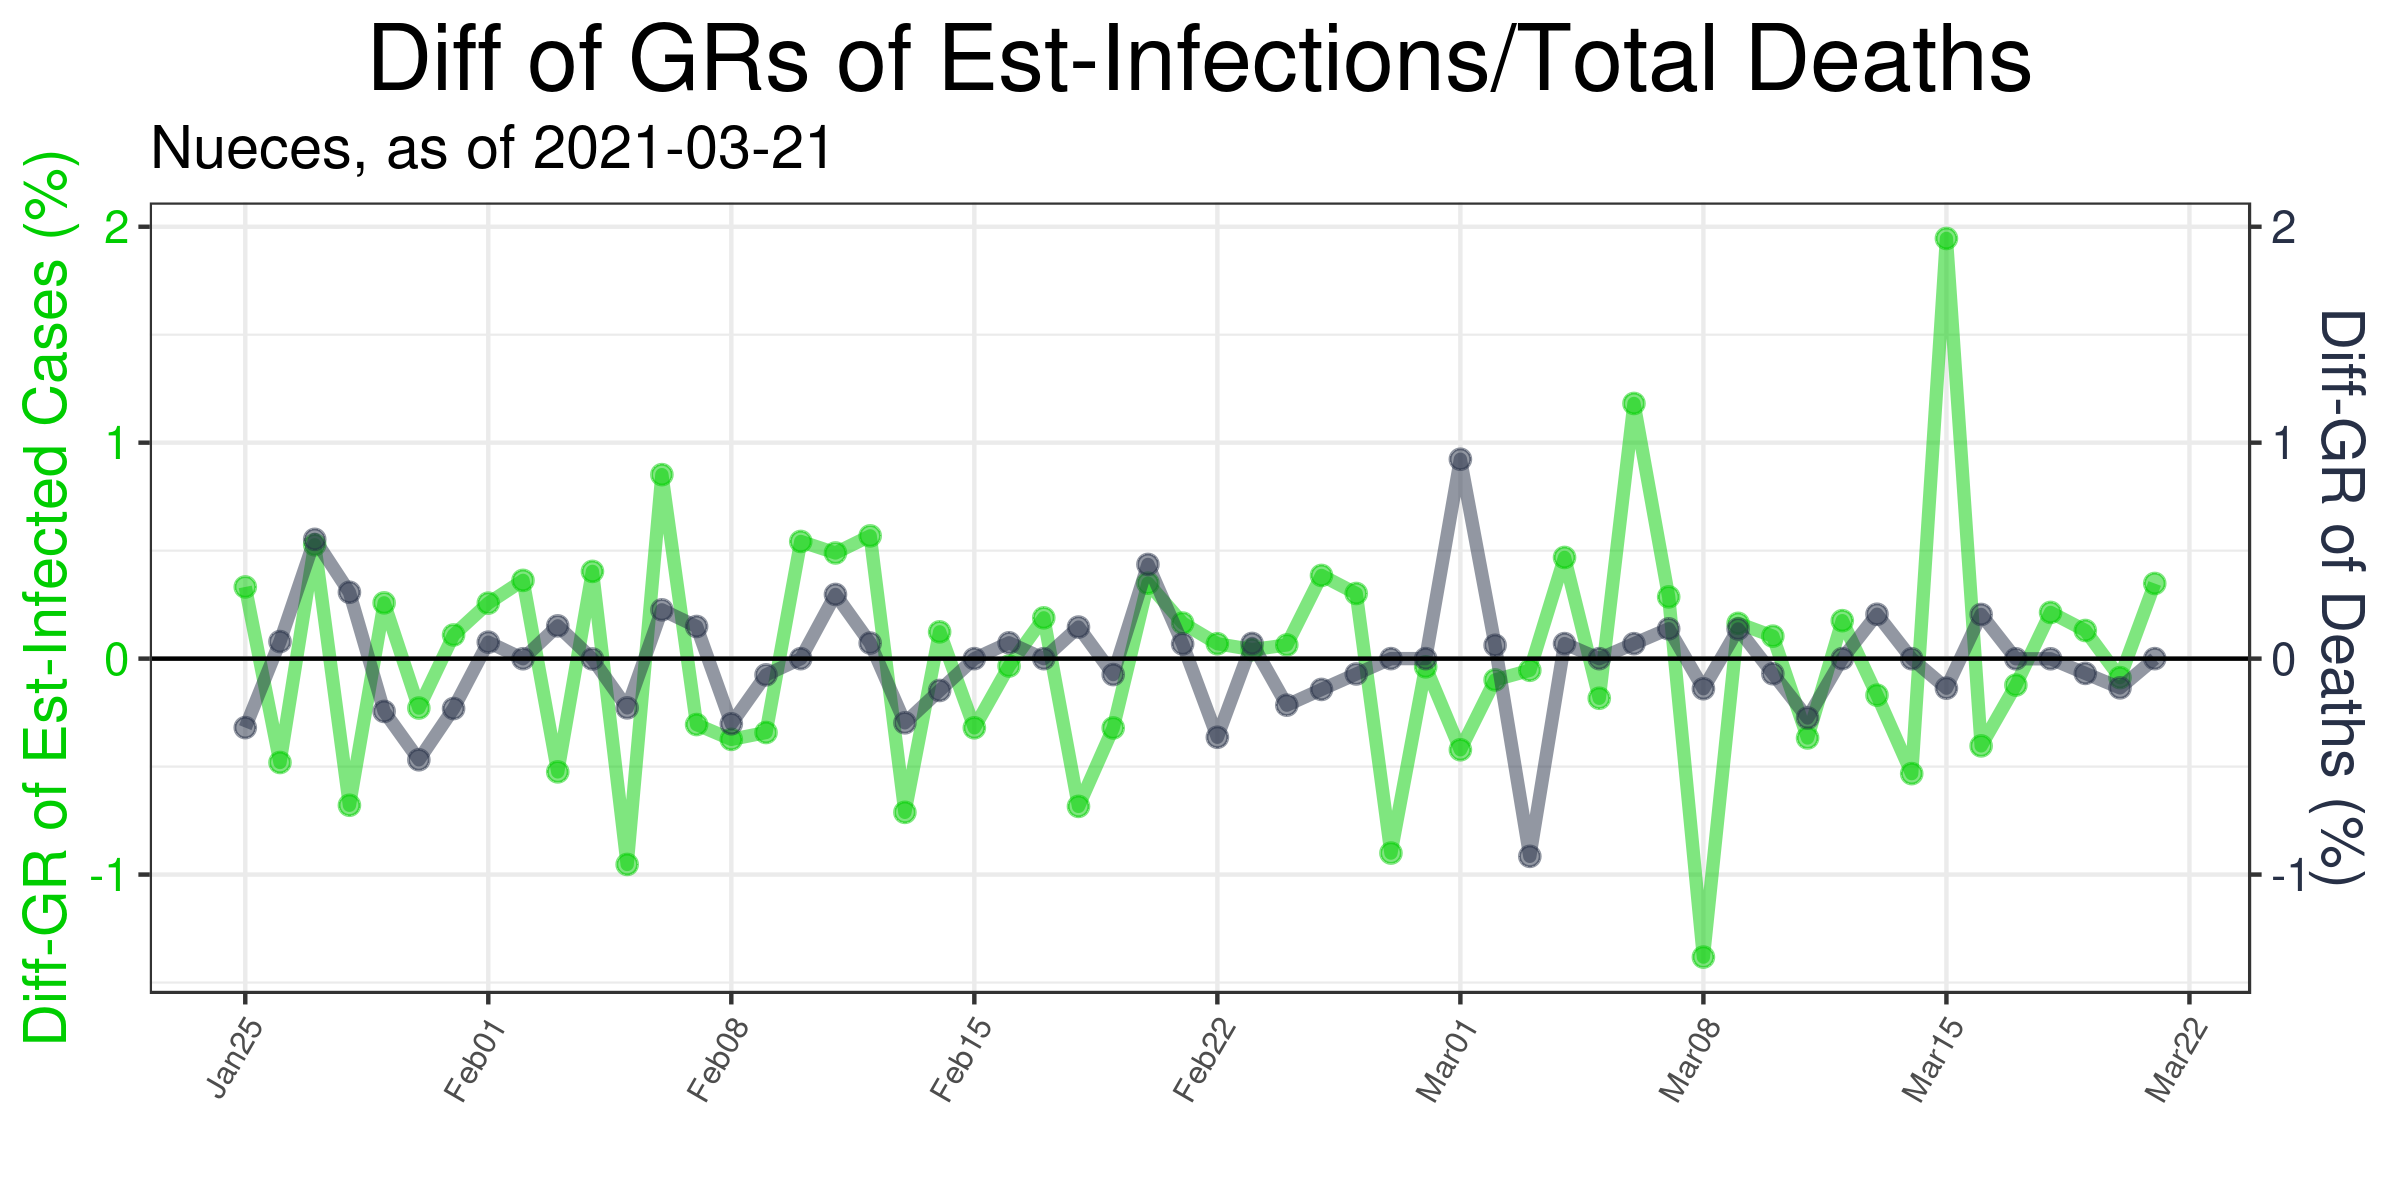 Diff of GRs of Est-Infections/Total Deaths
Nueces, as of 2021-03-21
Diff-GR of Est-Infected Cases (%)
2
1
0
-1
2
1
0
-1
Diff-GR of Deaths (%)
Jan25
Feb01
Feb08
Feb15
Feb22
Mar01
Mar08
Mar15
Mar22